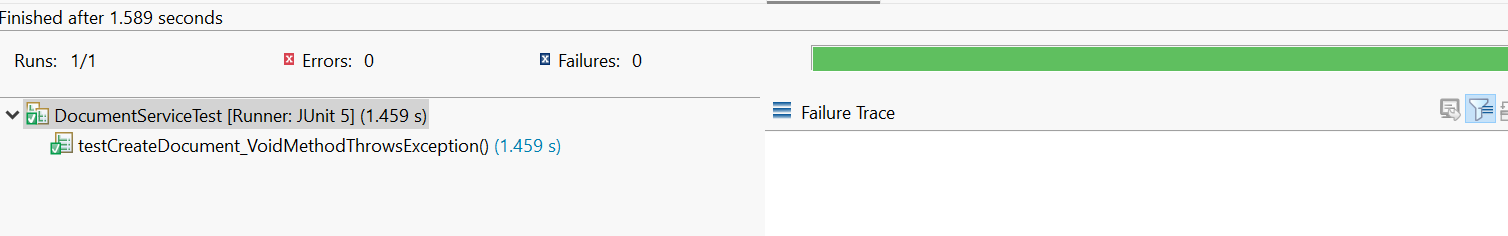 Finished after 1.589 seconds
Runs: 1/1 Errors: 0 Failures: 0
DocumentServiceTest [Runner: JUnit 5] (1.459 s)
testCreateDocument_VoidMethodThrowsException() (1.459 s)
Failure Trace